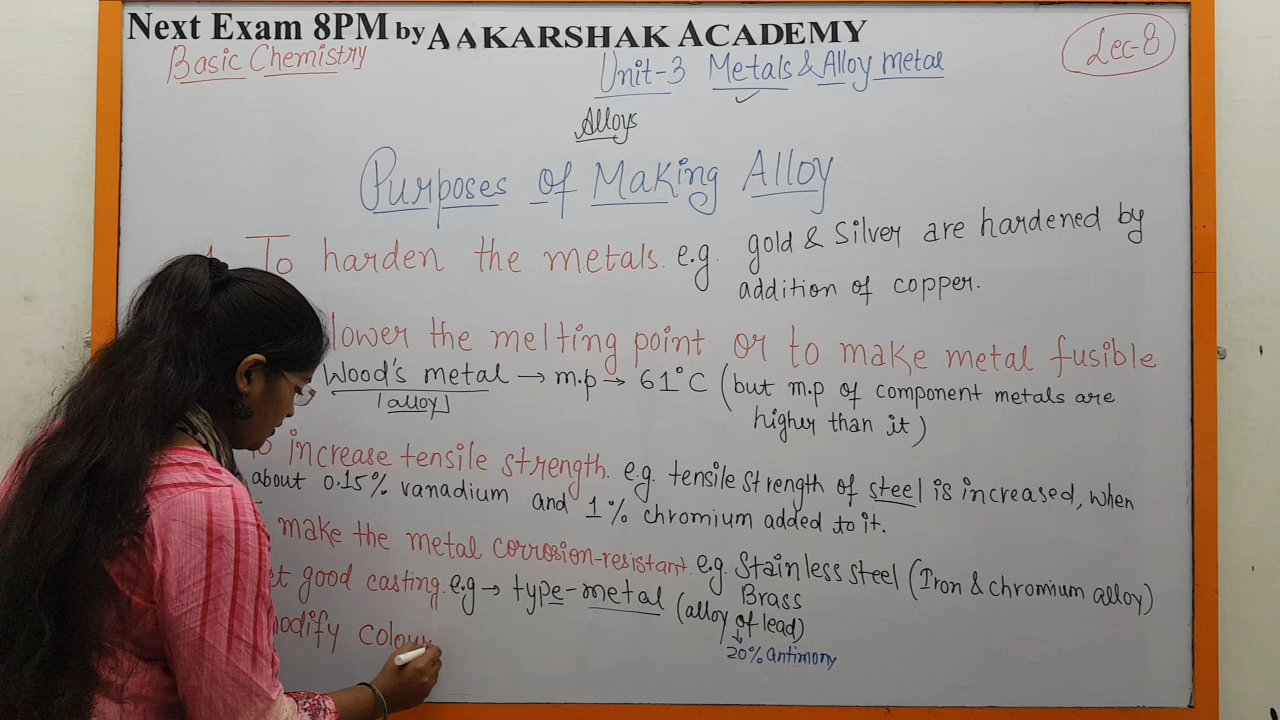 Next Exam 8PM by AAKARSHAK ACADEMY
Basic Chemistry
Unit-3 Metals & Alloy metal
Lec-8
Alloys
Purposes of Making Alloy
To harden the metals. e.g. gold & Silver are hardened by
addition of copper.
lower the melting point or to make metal fusible
Wood's metal → m.p → 61°C (but m.p of component metals are
(alloy)
higher than it)
increase tensile strength. e.g. tensile strength of steel is increased, when
about 0.15% vanadium and 1% chromium added to it.
make the metal corrosion-resistant. e.g. Stainless steel (Iron & chromium alloy)
Brass
good casting. e.g → type-metal (alloy of lead)
20% antimony
modify colour